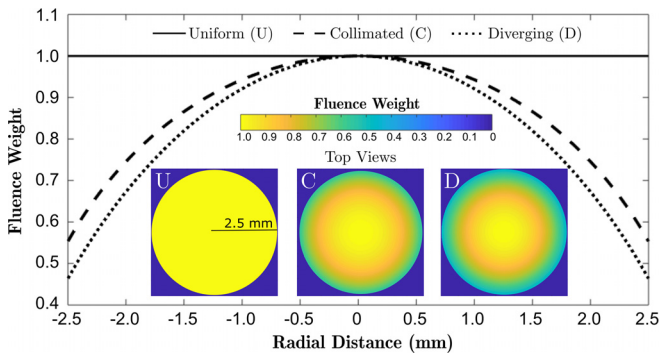 1.1
Uniform (U)
Collimated (C)
Diverging (D)
1.0
0.9
0.8
0.7
0.6
0.5
0.4
Fluence Weight
Fluence Weight
1.0 0.9 0.8 0.7 0.6 0.5 0.4 0.3 0.2 0.1 0
Top Views
U
C
D
2.5 mm
-2.5 -2.0 -1.5 -1.0 -0.5 -0 0.5 1.0 1.5 2.0 2.5
Radial Distance (mm)